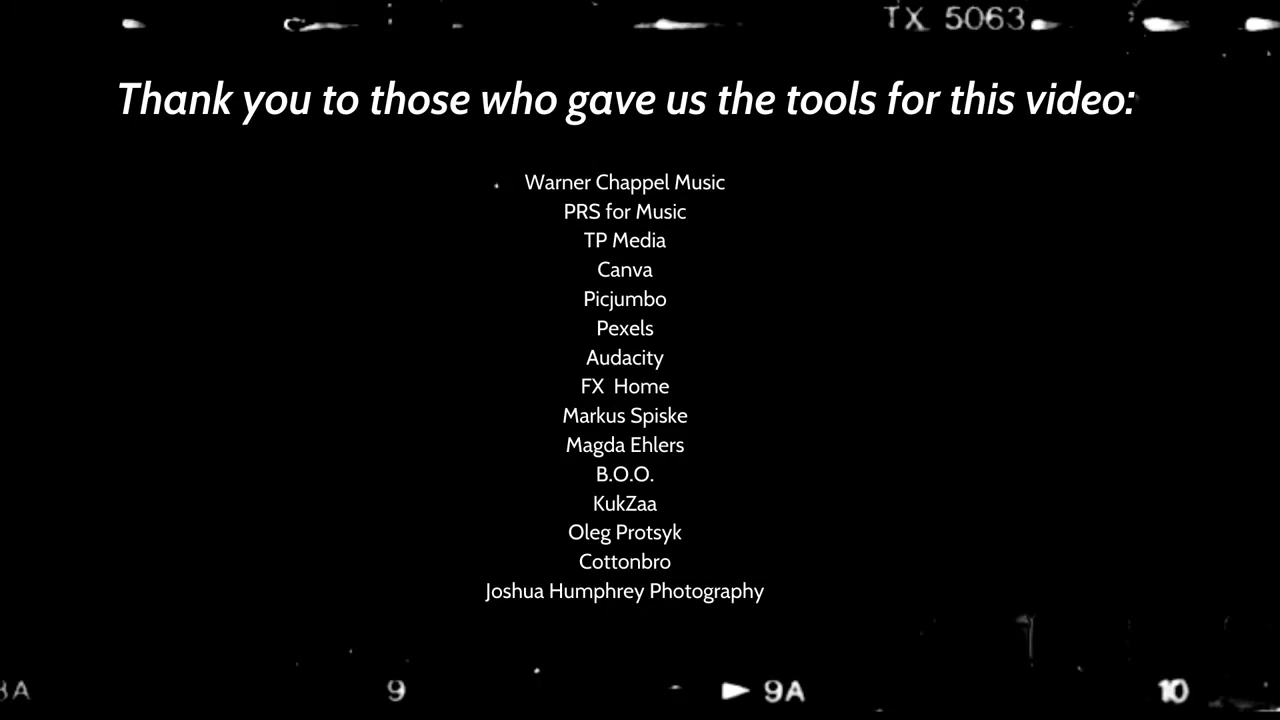 TX 5063
Thank you to those who gave us the tools for this video:
Warner Chappel Music
PRS for Music
TP Media
Canva
Picjumbo
Pexels
Audacity
FX  Home
Markus Spiske
Magda Ehlers
B.O.O.
KukZaa
Oleg Protsyk
Cottonbro
Joshua Humphrey Photography
9 9A 10